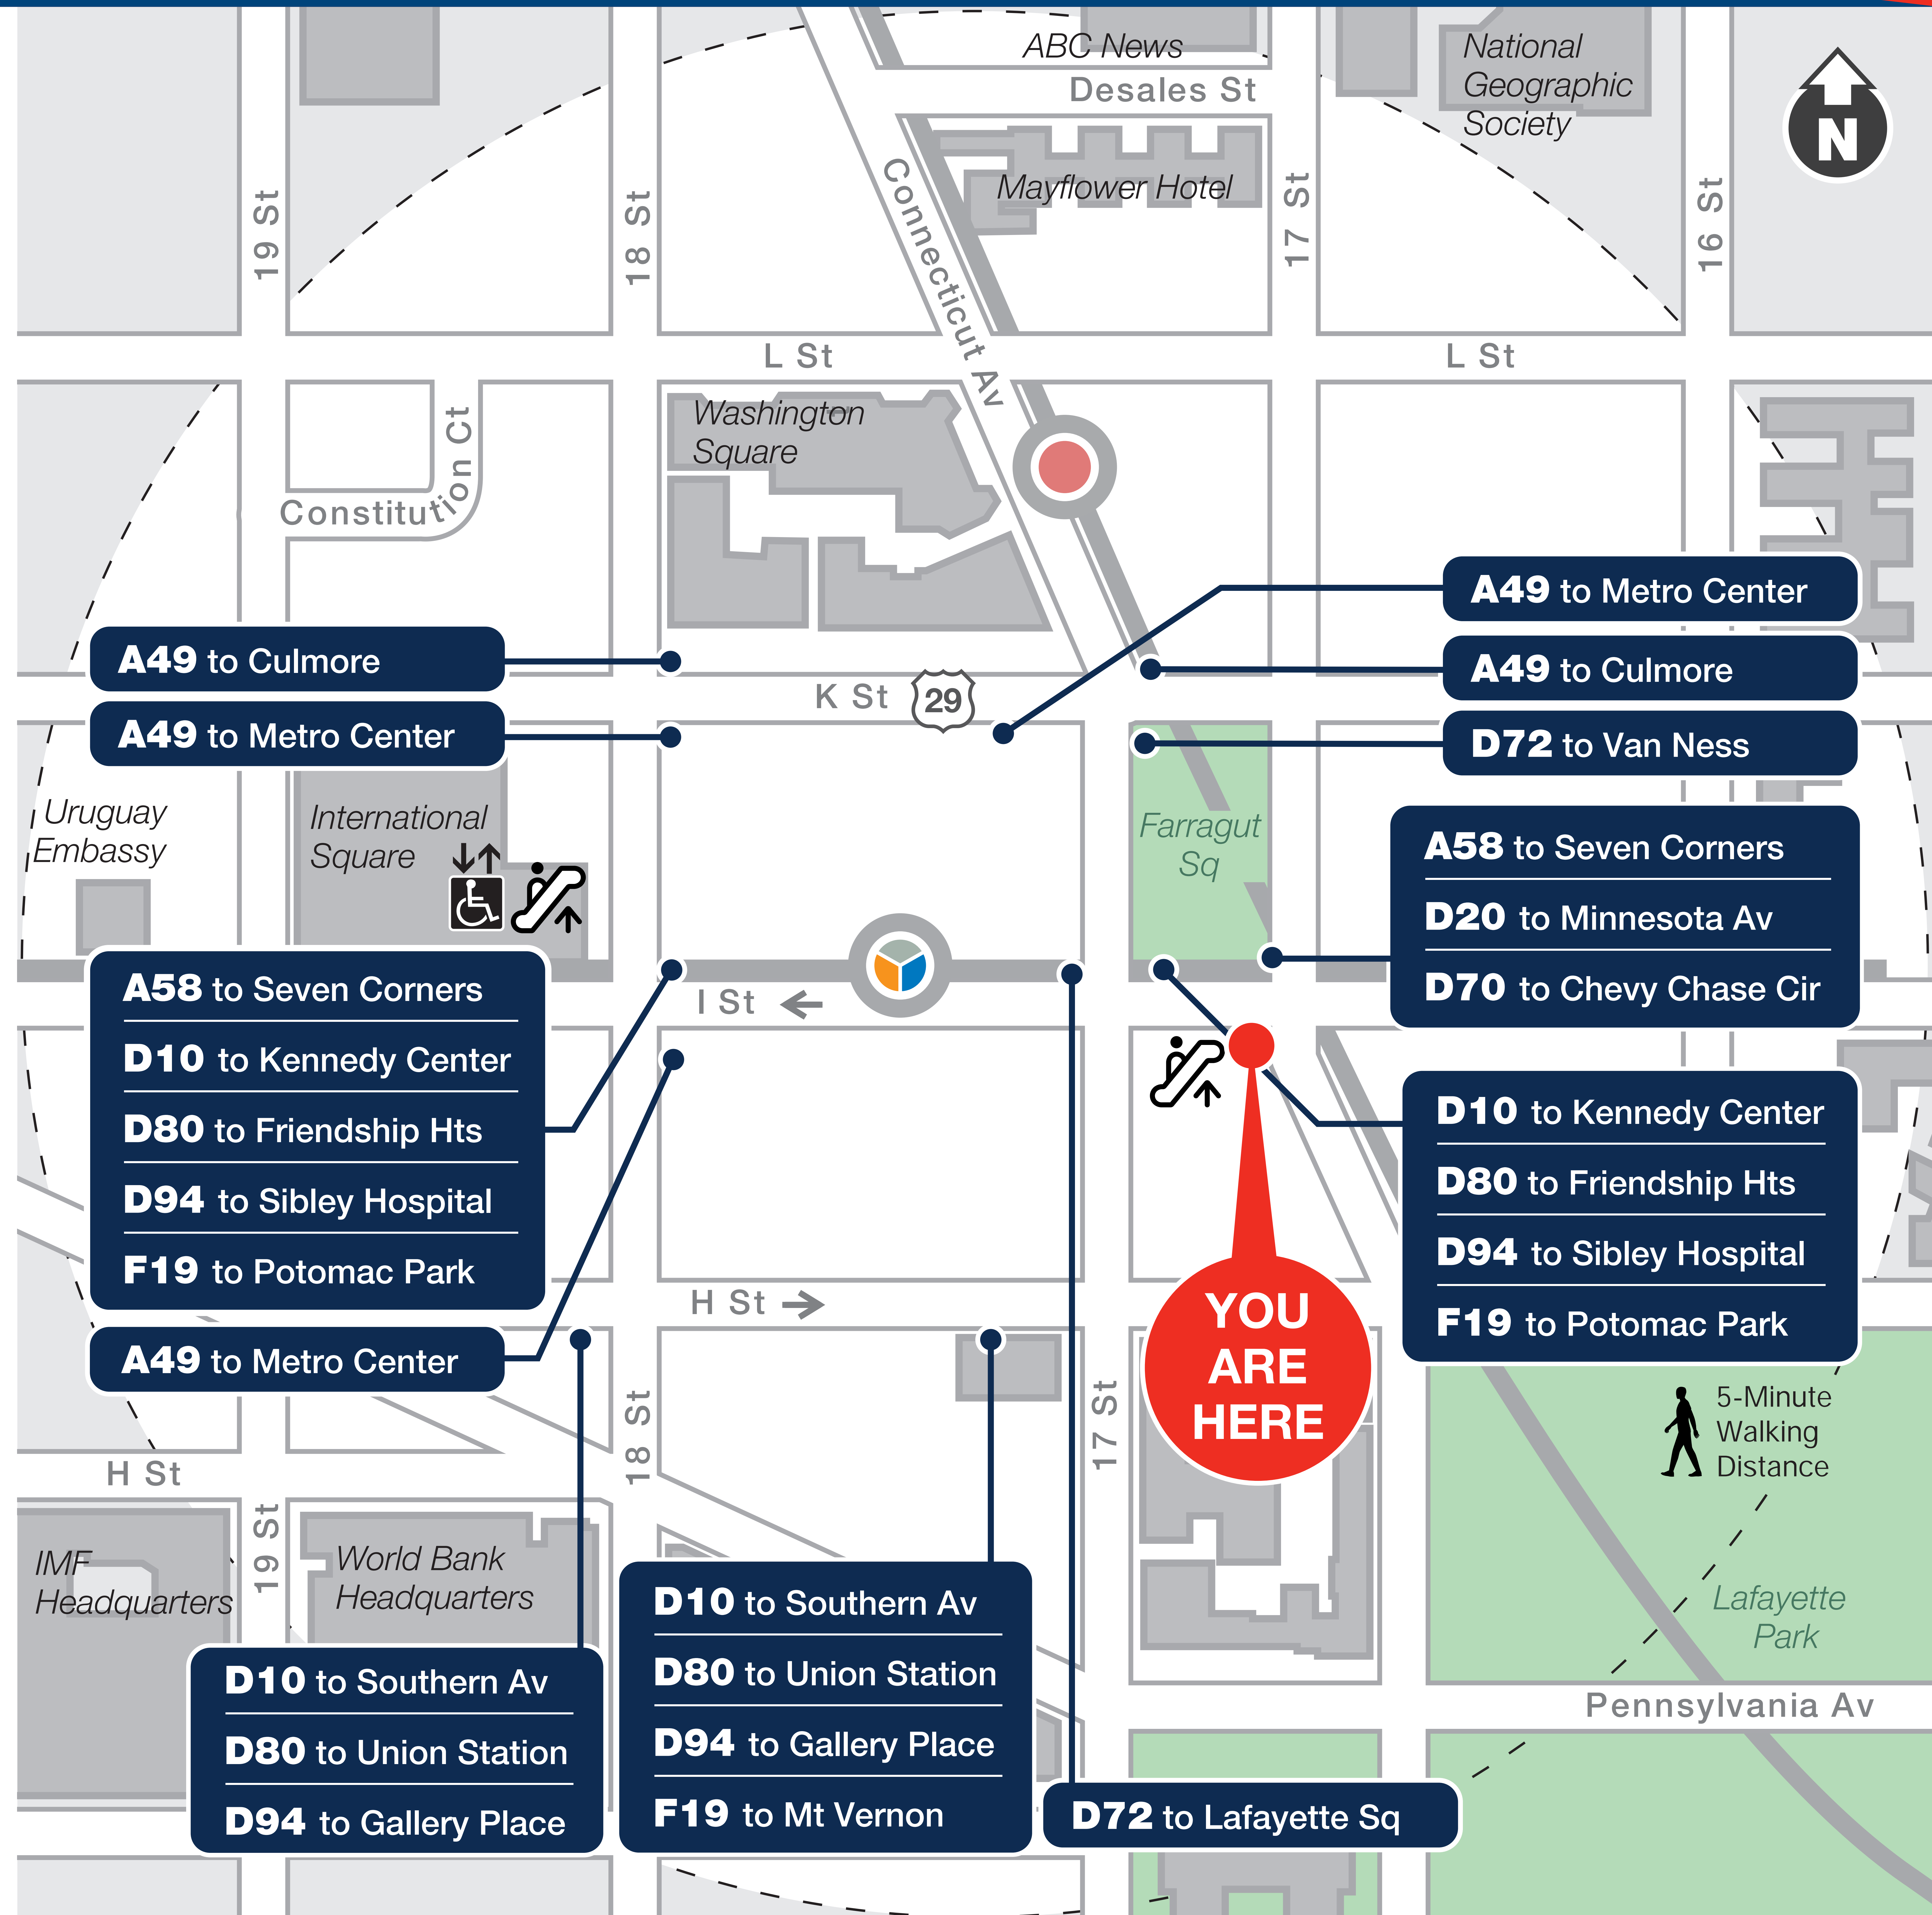 ABC News
National
Geographic
Society
N
Desales St
Mayflower Hotel
Connecticut Av
19 St
18 St
17 St
16 St
L St
L St
Washington
Square
Constitution Ct
A49 to Metro Center
A49 to Culmore
A49 to Culmore
K St
29
A49 to Metro Center
D72 to Van Ness
Uruguay
Embassy
International
Square
Farragut
Sq
A58 to Seven Corners
D20 to Minnesota Av
D70 to Chevy Chase Cir
I St
A58 to Seven Corners
D10 to Kennedy Center
D80 to Friendship Hts
D94 to Sibley Hospital
F19 to Potomac Park
D10 to Kennedy Center
D80 to Friendship Hts
D94 to Sibley Hospital
F19 to Potomac Park
H St
A49 to Metro Center
YOU
ARE
HERE
5-Minute
Walking
Distance
18 St
17 St
H St
19 St
IMF
Headquarters
World Bank
Headquarters
Lafayette
Park
D10 to Southern Av
D80 to Union Station
D94 to Gallery Place
F19 to Mt Vernon
D10 to Southern Av
D80 to Union Station
D94 to Gallery Place
Pennsylvania Av
D72 to Lafayette Sq